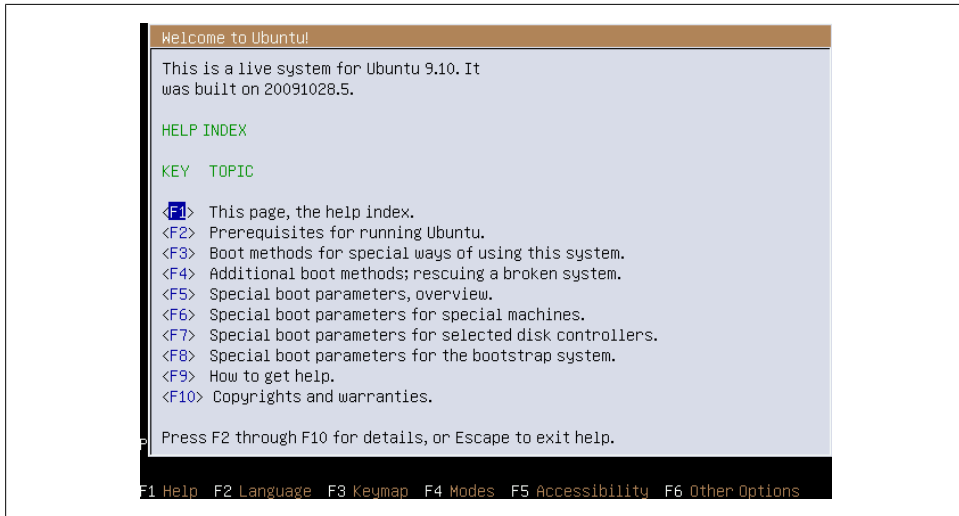 Welcome to Ubuntu!
This is a live system for Ubuntu 9.10. It
was built on 20091028.5.
HELP INDEX
KEY TOPIC
<F1> This page, the help index.
<F2> Prerequisites for running Ubuntu.
<F3> Boot methods for special ways of using this system.
<F4> Additional boot methods; rescuing a broken system.
<F5> Special boot parameters, overview.
<F6> Special boot parameters for special machines.
<F7> Special boot parameters for selected disk controllers.
<F8> Special boot parameters for the bootstrap system.
<F9> How to get help.
<F10> Copyrights and warranties.
Press F2 through F10 for details, or Escape to exit help.
F1 Help F2 Language F3 Keymap F4 Modes F5 Accessibility F6 Other Options